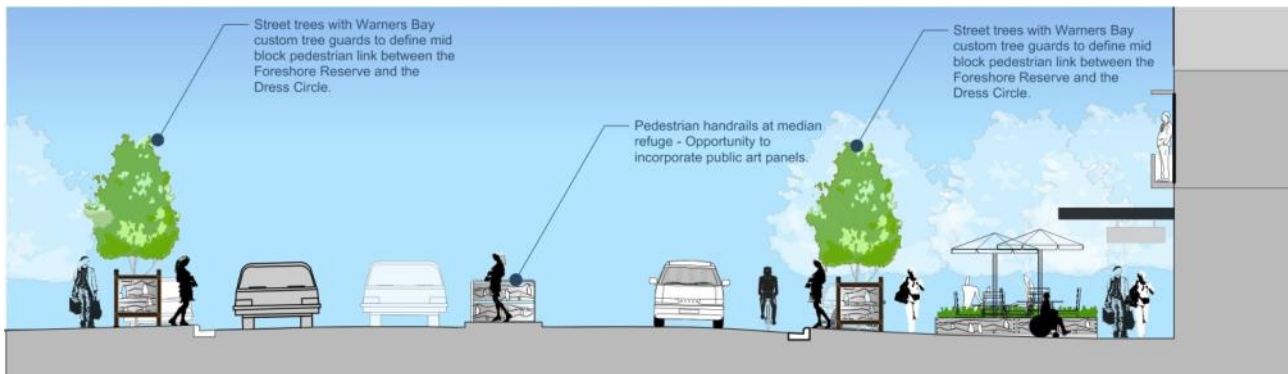 Street trees with Warners Bay
custom tree guards to define mid
block pedestrian link between the
Foreshore Reserve and the
Dress Circle.
Pedestrian handrails at median
refuge - Opportunity to
incorporate public art panels.
Street trees with Warners Bay
custom tree guards to define mid
block pedestrian link between the
Foreshore Reserve and the
Dress Circle.